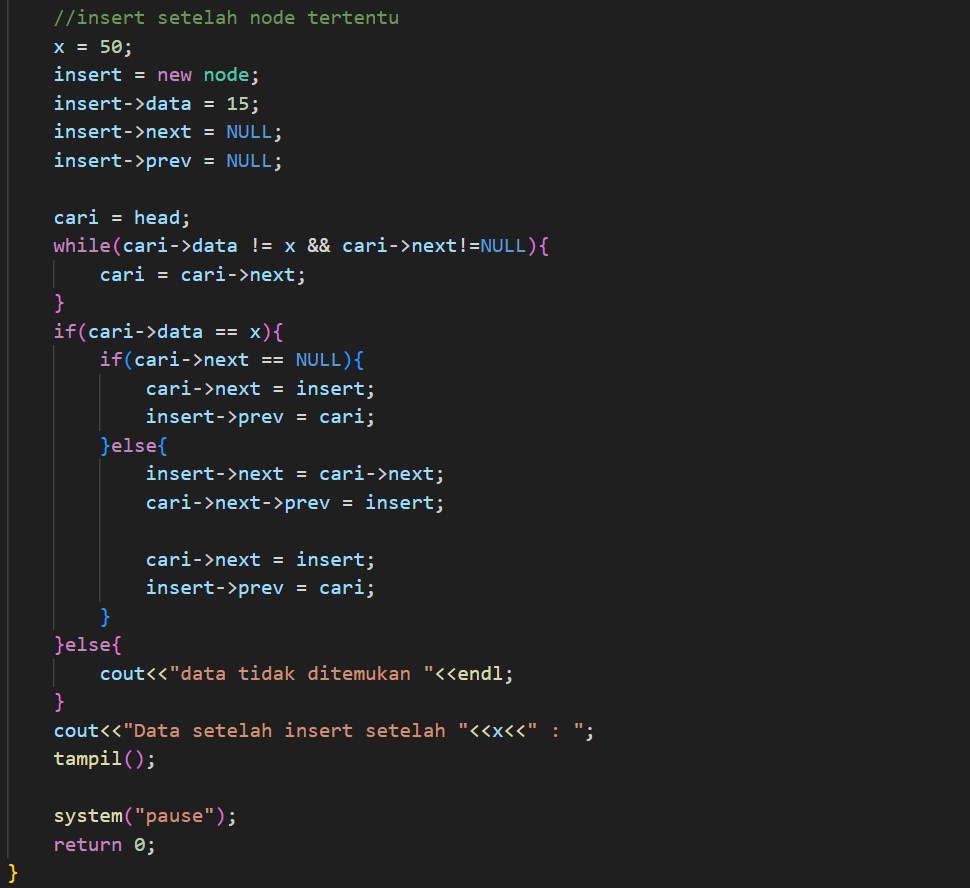 //insert setelah node tertentu
x = 50;
insert = new node;
insert->data = 15;
insert->next = NULL;
insert->prev = NULL;
cari = head;
while(cari->data != x && cari->next!=NULL){
cari = cari->next;
}
if(cari->data == x){
if(cari->next == NULL){
cari->next = insert;
insert->prev = cari;
}else{
insert->next = cari->next;
cari->next->prev = insert;
cari->next = insert;
insert->prev = cari;
}
}else{
cout<<"data tidak ditemukan "<<endl;
}
cout<<"Data setelah insert setelah "<<x<<" : ";
tampil();
system("pause");
return 0;
}